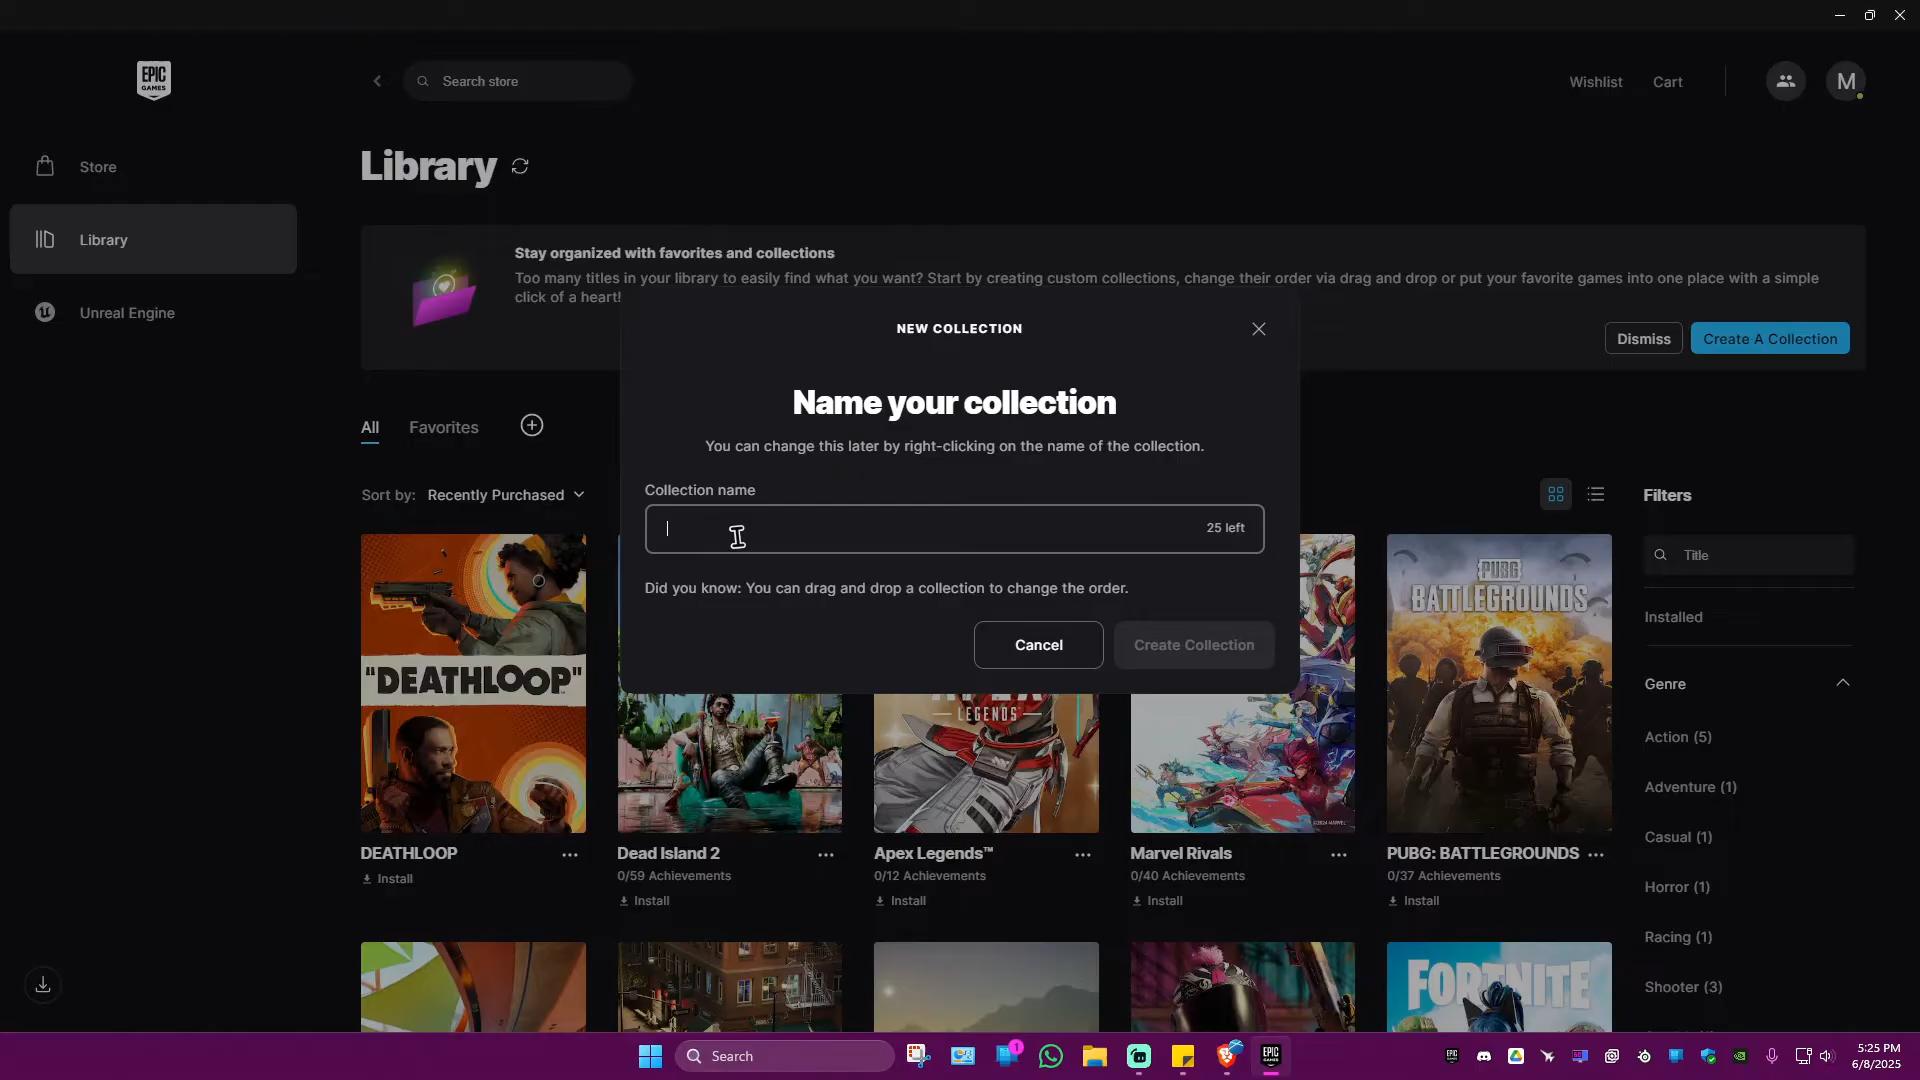 EPIC
GAMES
Search store
Wishlist
Cart
M
Store
Library
Unreal Engine
Library
Stay organized with favorites and collections
Too many titles in your library to easily find what you want? Start by creating custom collections, change their order via drag and drop or put your favorite games into one place with a simple
click of a heart!
Dismiss
Create A Collection
NEW COLLECTION
Name your collection
You can change this later by right-clicking on the name of the collection.
Collection name
25 left
Did you know: You can drag and drop a collection to change the order.
Cancel
Create Collection
All
Favorites
Sort by: Recently Purchased
Filters
Title
Installed
Genre
Action (5)
Adventure (1)
Casual (1)
Horror (1)
Racing (1)
Shooter (3)
"DEATHLOOP"
LEGENDS
PUBG
BATTLEGROUNDS
DEATHLOOP
Install
Dead Island 2
0/59 Achievements
Install
Apex Legends™
0/12 Achievements
Install
Marvel Rivals
0/40 Achievements
Install
PUBG: BATTLEGROUNDS
0/37 Achievements
Install
FORTNITE
Search
1
EPIC
5:25 PM
6/8/2025